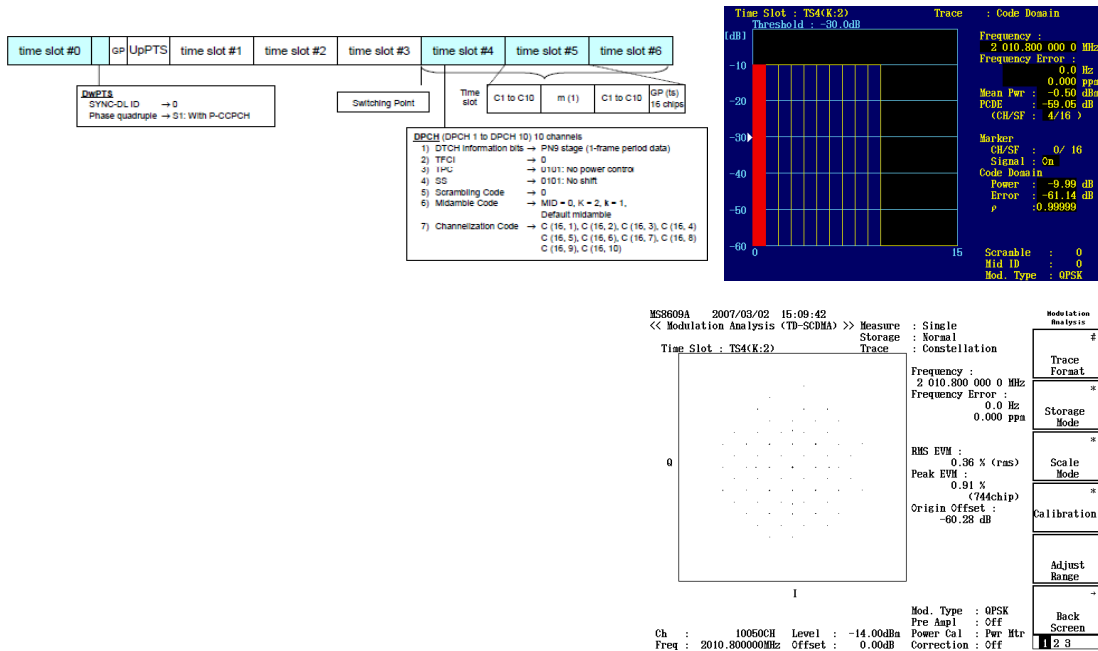 time slot #0 GP UpPTS time slot #1 time slot #2 time slot #3 time slot #4 time slot #5 time slot #6
DwPTS
SYNC-DL ID → 0
Phase quadruple → S1: With P-CCPCH
Switching Point
Time slot
C1 to C10 m (1) C1 to C10 GP (ts) 16 chips
DPCH (DPCH 1 to DPCH 10) 10 channels
1) DTCH information bits → PN9 stage (1-frame period data)
2) TFCI → 0
3) TPC → 0101: No power control
4) SS → 0101: No shift
5) Scrambling Code → 0
6) Midamble Code → MID = 0, K = 2, k = 1,
Default midamble
7) Channelization Code → C (16, 1), C (16, 2), C (16, 3), C (16, 4)
C (16, 5), C (16, 6), C (16, 7), C (16, 8)
C (16, 9), C (16, 10)
Time Slot : TS4(K:2) Trace : Code Domain
Threshold : -30.0dB
[dB]
-10
-20
-30
-40
-50
-60
0 15
Frequency :
2 010.800 000 0 MHz
Frequency Error :
0.0 Hz
0.000 ppm
Mean Pwr : -0.50 dBm
PCDE : -59.05 dB
(CH/SF : 4/16 )
Marker
CH/SF : 0/ 16
Signal : On
Code Domain
Power : -9.99 dB
Error : -61.14 dB
ρ :0.99999
Scramble : 0
Mid ID : 0
Mod. Type : QPSK
MS8609A 2007/03/02 15:09:42
<< Modulation Analysis (TD-SCDMA) >> Measure : Single
Storage : Normal
Time Slot : TS4(K:2) Trace : Constellation
Frequency :
2 010.800 000 0 MHz
Frequency Error :
0.0 Hz
0.000 ppm
RMS EVM :
0.36 % (rms)
Peak EVM :
0.91 %
(744chip)
Origin Offset :
-60.28 dB
Q
I
Mod. Type : QPSK
Pre Ampl : Off
Ch : 10050CH Level : -14.00dBm Power Cal : Pwr Mtr
Freq : 2010.800000MHz Offset : 0.00dB Correction : Off
Modulation
Analysis
#
Trace
Format
*
Storage
Mode
*
Scale
Mode
*
Calibration
Adjust
Range
→
Back
Screen
1 2 3